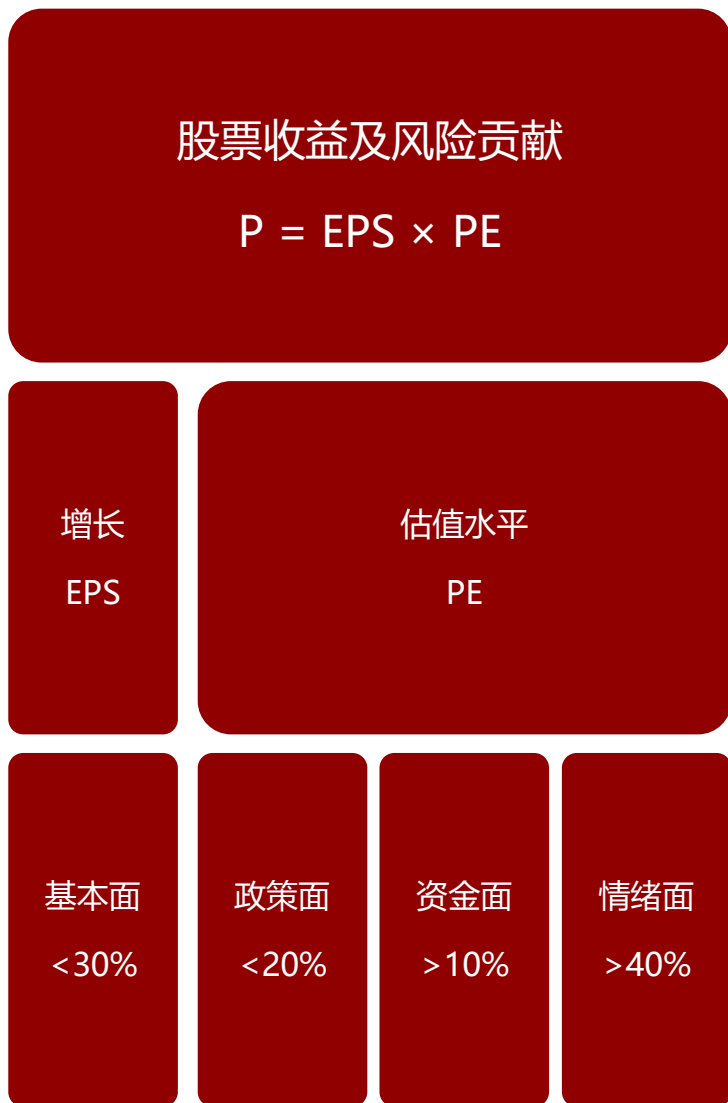 股票收益及风险贡献
P = EPS × PE
增长
EPS
估值水平
PE
基本面
<30%
政策面
<20%
资金面
>10%
情绪面
>40%